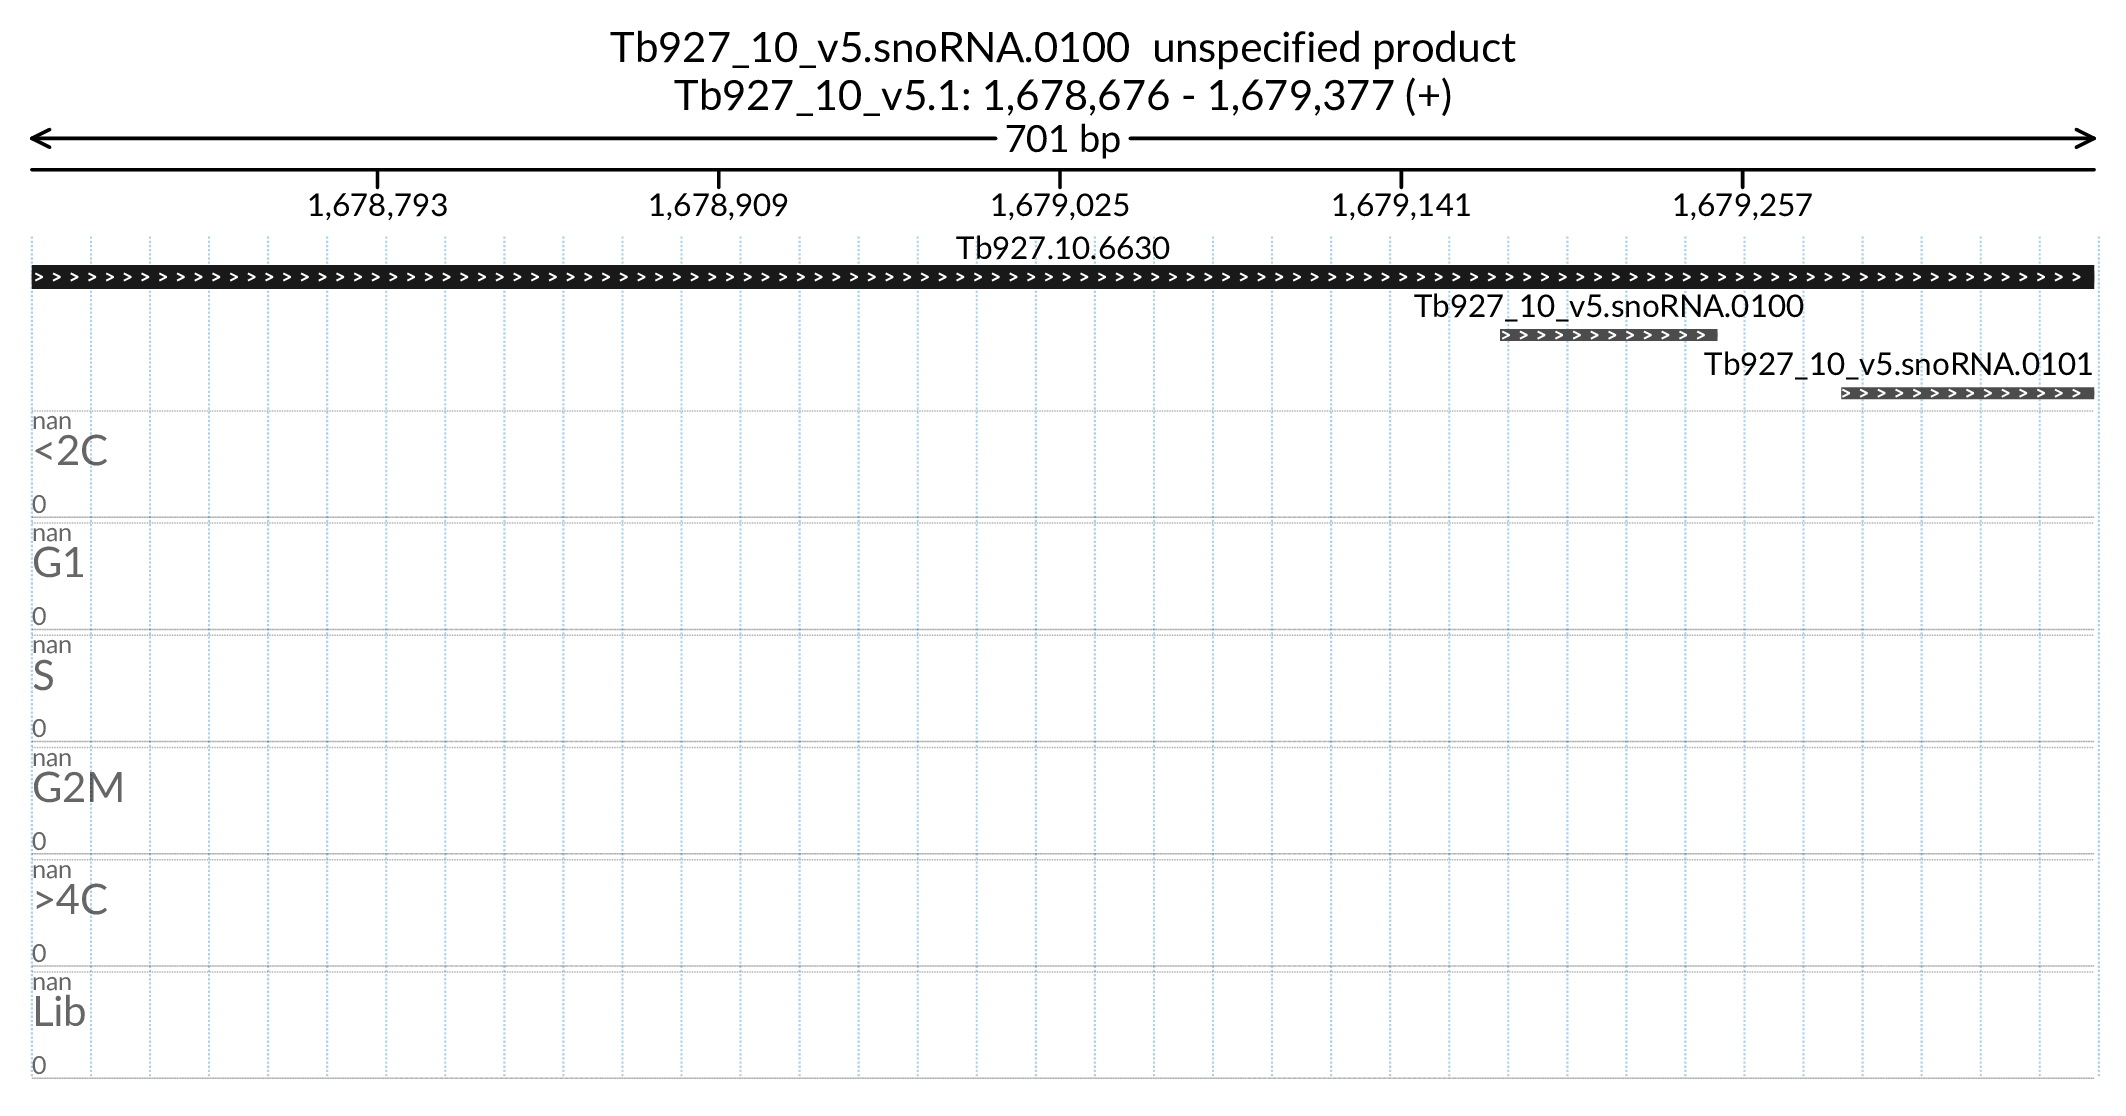 Tb927_10_v5.snoRNA.0100  unspecified product
Tb927_10_v5.1: 1,678,676 - 1,679,377 (+)
701 bp
1,678,793 1,678,909 1,679,025 1,679,141 1,679,257
Tb927.10.6630
Tb927_10_v5.snoRNA.0100
Tb927_10_v5.snoRNA.0101
nan
<2C
0
nan
G1
0
nan
S
0
nan
G2M
0
nan
>4C
0
nan
Lib
0